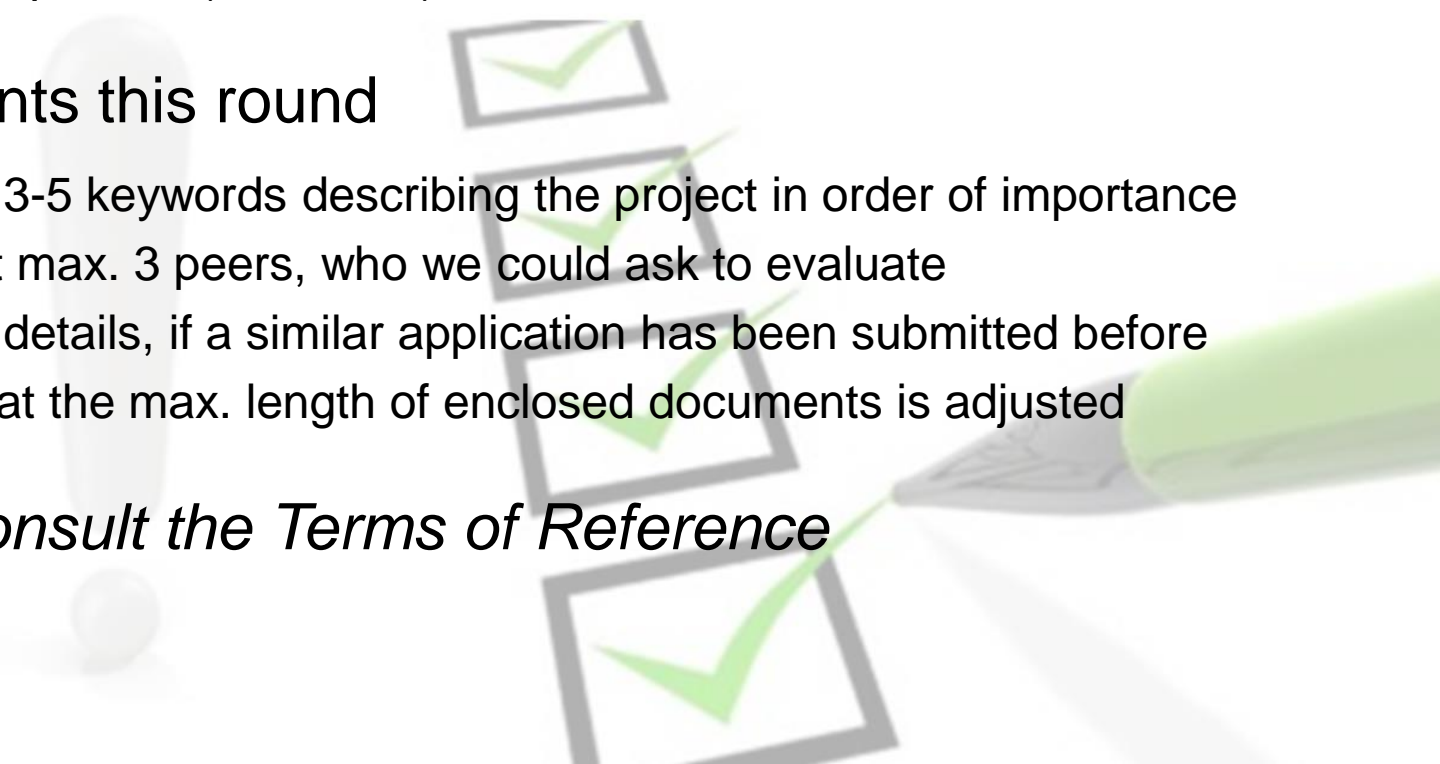 nts this round
3-5 keywords describing the project in order of importance
max. 3 peers, who we could ask to evaluate
details, if a similar application has been submitted before
at the max. length of enclosed documents is adjusted
onsult the Terms of Reference